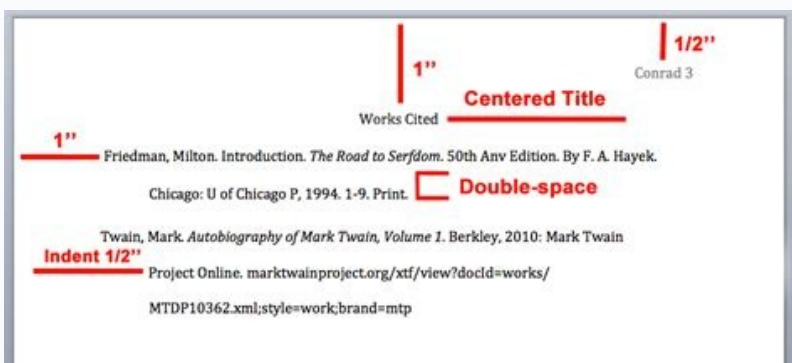 1/2''
1''
Conrad 3
Centered Title
Works Cited
1''
Friedman, Milton. Introduction. The Road to Serfdom. 50th Anv Edition. By F. A. Hayek.
Double-space
Chicago: U of Chicago P, 1994. 1-9. Print.
Twain, Mark. Autobiography of Mark Twain, Volume 1. Berkley, 2010: Mark Twain
Indent 1/2''
Project Online. marktwainproject.org/xtf/view?docId=works/
MTDP10362.xml;style=work;brand=mtp